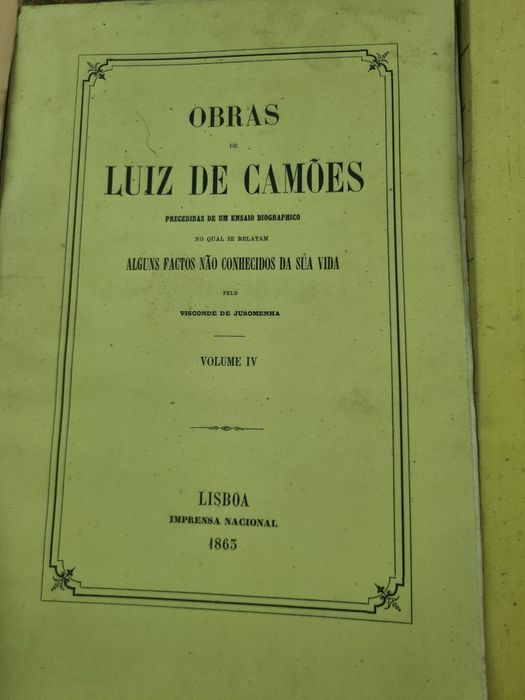 OBRAS
DE
LUIZ DE CAMÕES
PRECEDIDAS DE UM ENSAIO BIOGRAPHICO
NO QUAL SE RELATAM
ALGUNS FACTOS NÃO CONHECIDOS DA SUA VIDA
PELO
VISCONDE DE JUROMENHA
VOLUME IV
LISBOA
IMPRENSA NACIONAL
1863